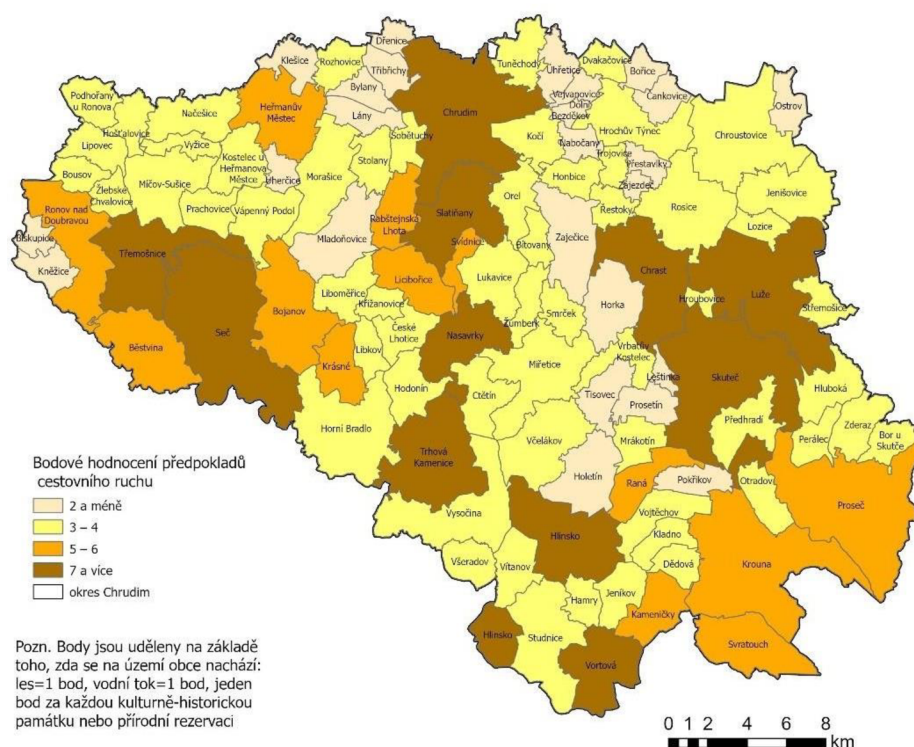 Dřenice
Klešice
Rozhovice
Třibřichy
Bylany
Lány
Chrudim
Tuněchody
Úhřetice
Dvakačovice
Bořice
Čankovice
Ostrov
Vejvanovice
Dolní
Bezděkov
Podhořany
u Ronova
Načešice
Heřmanův
Městec
Hošťalovice
Lipovec
Vyžice
Sobětuchy
Kočí
Nabočany
Hrochův Týnec
Chroustovice
Trojovice
Přestavlky
Bousov
Míčov-Sušice
Kostelec u
Heřmanova
Městce
Úherčice
Stolany
Morašice
Honbice
Zájezdec
Žlebské
Chvalovice
Jenišovice
Orel
Řestoky
Rosice
Ronov nad
Doubravou
Prachovice
Vápenný Podol
Rabštejnská
Lhota
Slatiňany
Lozice
Biskupice
Kněžice
Třemošnice
Mladoňovice
Svídnice
Bítovany
Zaječice
Chrast
Luže
Hroubovice
Střemošice
Seč
Bojanov
Licibořice
Lukavice
Liboměřice
Křižanovice
Žumberk
Smrček
Horka
Běstvina
České
Lhotice
Nasavrky
Vrbatův
Kostelec
Krásné
Libkov
Miřetice
Leštinka
Skuteč
Hodonín
Ctětín
Tisovec
Prosetín
Hluboká
Horní Bradlo
Předhradí
Zderaz
Včelákov
Mrákotín
Perálec
Bor u
Skutče
Trhová
Kamenice
Holetín
Raná
Pokřikov
Otradov
Proseč
Vysočina
Vojtěchov
Hlinsko
Kladno
Krouna
Všeradov
Vítanov
Dědová
Hamry
Jeníkov
Kameničky
Hlinsko
Studnice
Svratouch
Vortová
Bodové hodnocení předpokladů
cestovního ruchu
2 a méně
3 – 4
5 – 6
7 a více
okres Chrudim
Pozn. Body jsou uděleny na základě
toho, zda se na území obce nachází:
les=1 bod, vodní tok=1 bod, jeden
bod za každou kulturně-historickou
památku nebo přírodní rezervaci
0 1 2 4 6 8
km